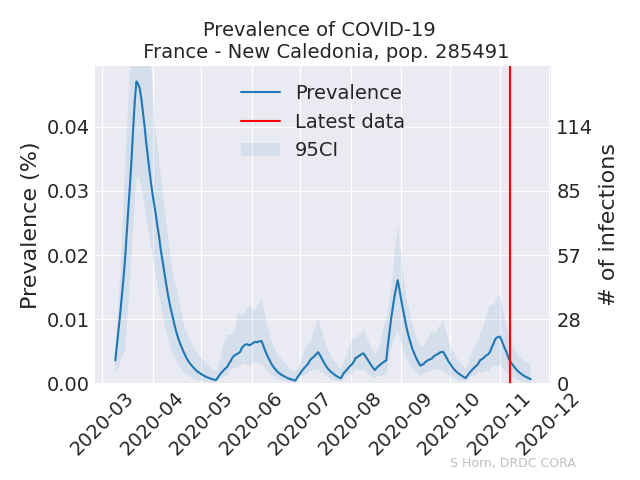 Prevalence of COVID-19
France - New Caledonia, pop. 285491
Prevalence
Latest data
95CI
Prevalence (%)
0.04
0.03
0.02
0.01
0.00
114
85
57
28
0
# of infections
2020-03
2020-04
2020-05
2020-06
2020-07
2020-08
2020-09
2020-10
2020-11
2020-12
S Horn, DRDC CORA